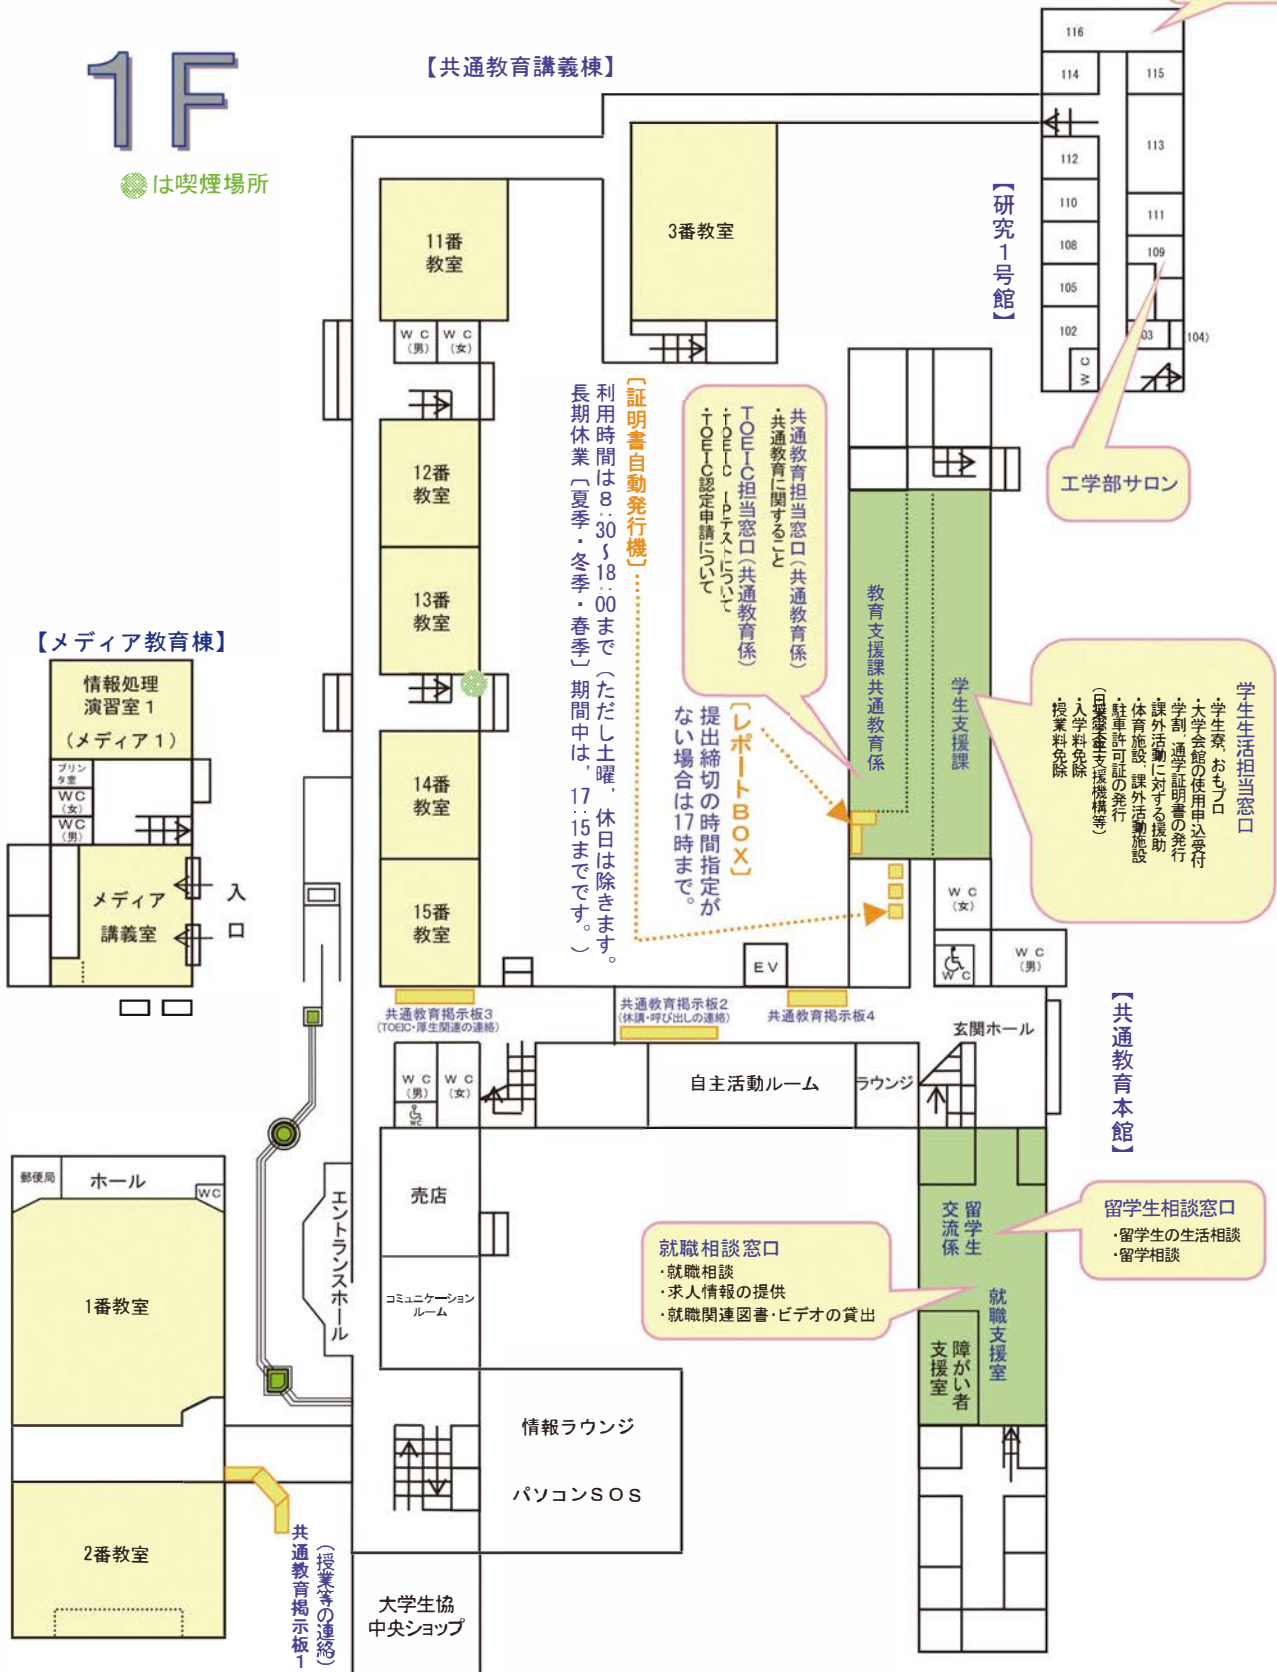 1F
は喫煙場所
【共通教育講義棟】
116
114
115
113
112
110
111
108
109
105
102
03
104)
WC
【研究1号館】
工学部サロン
11番
教室
3番教室
WC
(男)
WC
(女)
12番
教室
13番
教室
14番
教室
15番
教室
[証明書自動発行機]
利用時間は8:30~18:00まで(ただし土曜,休日は除きます。
長期休業[夏季・冬季・春季]期間中は,17:15までです。)
共通教育担当窓口(共通教育係)
・共通教育に関すること
TOEIC担当窓口(共通教育係)
・TOEIC IPテストについて
・TOEIC認定申請について
[レポートBOX]
提出締切の時間指定が
ない場合は17時まで。
教育支援課共通教育係
学生支援課
学生生活担当窓口
・学生寮,おもプロ
・大学会館の使用申込受付
・学割,通学証明書の発行
・課外活動に対する援助
・体育施設,課外活動施設
・駐車許可証の発行
(日本学生支援機構等)
・入学料免除
・授業料免除
【メディア教育棟】
情報処理
演習室1
(メディア1)
プリン
タ室
WC
(女)
WC
(男)
メディア
講義室
入
口
WC
(女)
WC
WC
(男)
EV
共通教育掲示板3
(TOEIC・厚生関連の連絡)
共通教育掲示板2
(休講・呼び出しの連絡)
共通教育掲示板4
玄関ホール
【共通教育本館】
WC
(男)
WC
(女)
WC
自主活動ルーム
ラウンジ
郵便局
ホール
WC
エントランスホール
売店
コミュニケーション
ルーム
1番教室
2番教室
留学生
交流係
就職支援室
障がい者
支援室
留学生相談窓口
・留学生の生活相談
・留学相談
就職相談窓口
・就職相談
・求人情報の提供
・就職関連図書・ビデオの貸出
情報ラウンジ
パソコンSOS
(授業等の連絡)
共通教育掲示板1
大学生協
中央ショップ